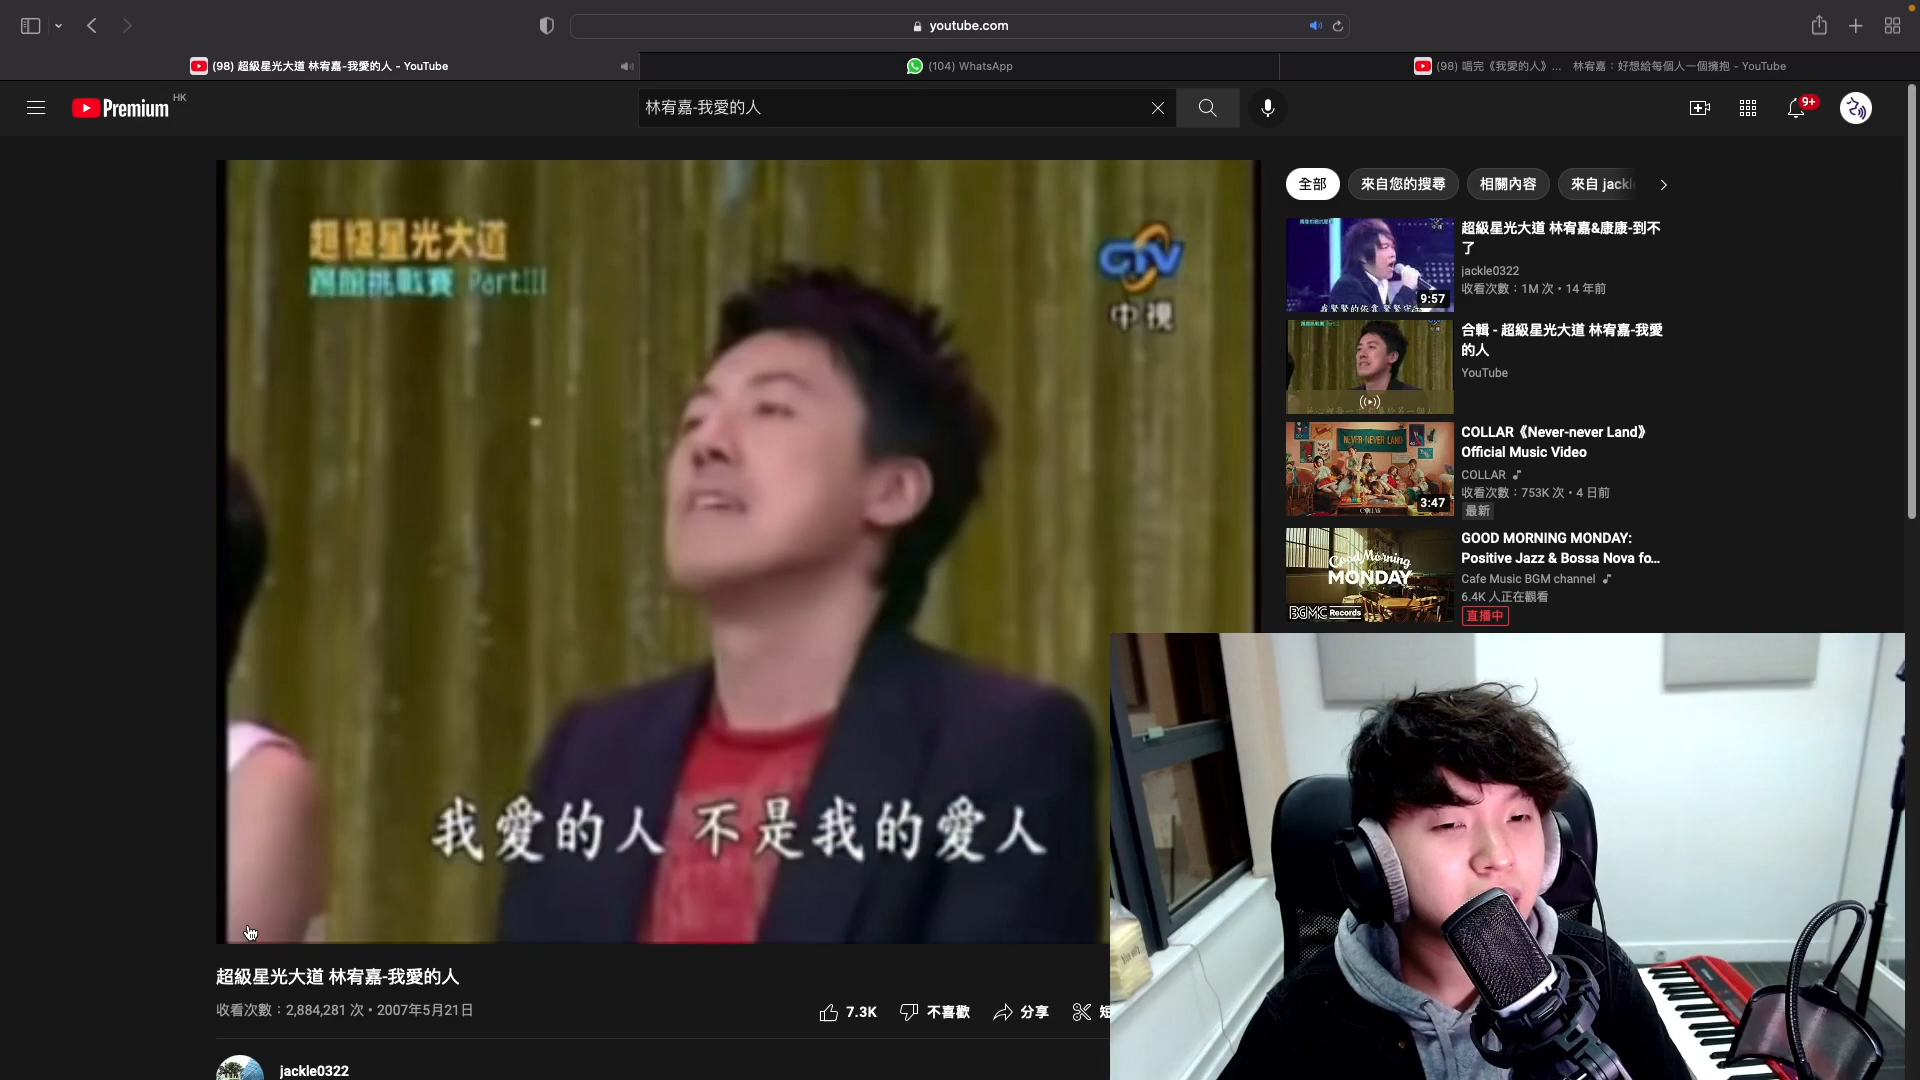 youtube.com
(98) 超級星光大道 林宥嘉-我愛的人 - YouTube
(104) WhatsApp
(98) 唱完《我愛的人》... 林宥嘉：好想給每個人一個擁抱 - YouTube
Premium HK
林宥嘉-我愛的人
9+
超級星光大道
踢館挑戰賽 PartIII
CTV
中視
我愛的人 不是我的愛人
超級星光大道 林宥嘉-我愛的人
收看次數：2,884,281 次・2007年5月21日
7.3K
不喜歡
分享
短
jackle0322
全部
來自您的搜尋
相關內容
來自 jackl
9:57
超級星光大道 林宥嘉&康康-到不
了
jackle0322
收看次數：1M 次・14 年前
合輯 - 超級星光大道 林宥嘉-我愛
的人
YouTube
NEVER-NEVER LAND
COLLAR
3:47
COLLAR《Never-never Land》
Official Music Video
COLLAR
收看次數：753K 次・4 日前
最新
Good Morning
MONDAY
BGMC Records
GOOD MORNING MONDAY:
Positive Jazz & Bossa Nova fo...
Cafe Music BGM channel
6.4K 人正在觀看
直播中